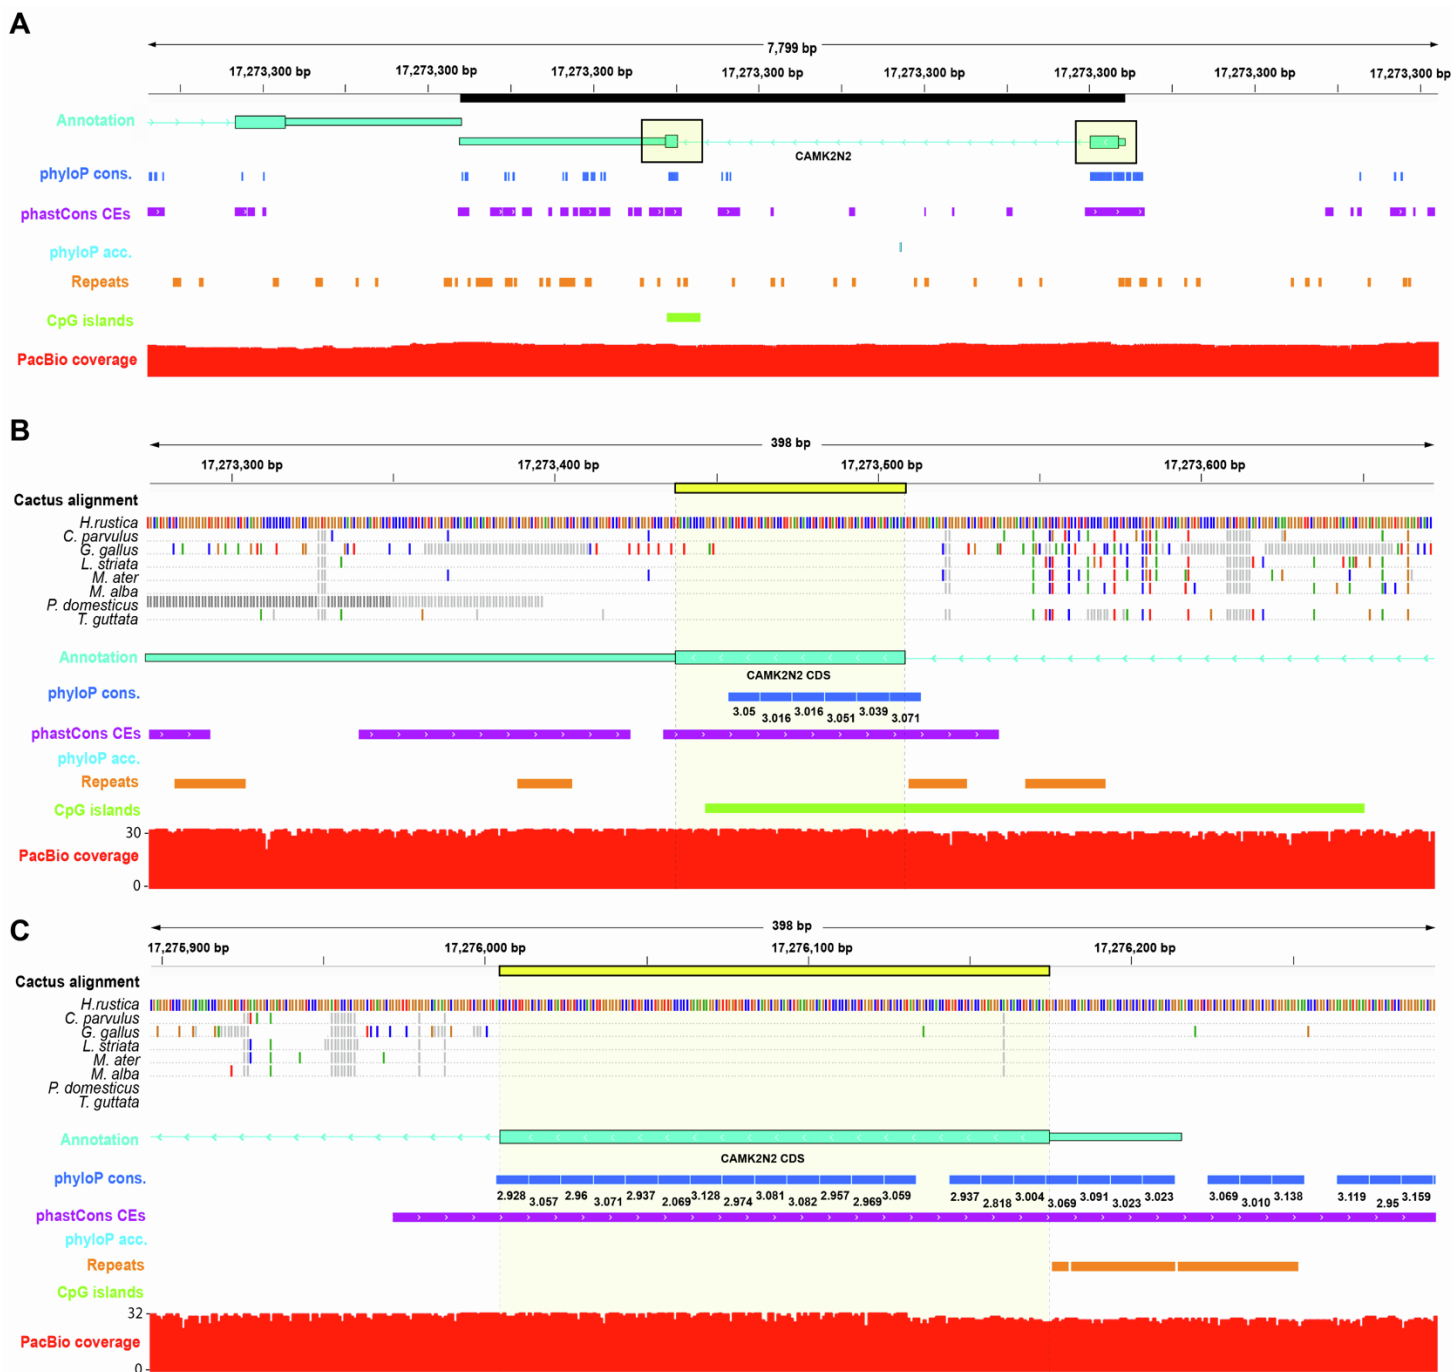 A
7,799 bp
17,273,300 bp 17,273,300 bp 17,273,300 bp 17,273,300 bp 17,273,300 bp 17,273,300 bp 17,273,300 bp 17,273,300 bp
Annotation
CAMK2N2
phyloP cons.
phastCons CEs
phyloP acc.
Repeats
CpG islands
PacBio coverage
B
398 bp
17,273,300 bp 17,273,400 bp 17,273,500 bp 17,273,600 bp
Cactus alignment
H.rustica
C. parvulus
G. gallus
L. striata
M. ater
M. alba
P. domesticus
T. guttata
Annotation
CAMK2N2 CDS
phyloP cons.
3.05 3.016 3.016 3.051 3.039 3.071
phastCons CEs
phyloP acc.
Repeats
CpG islands
30
PacBio coverage
0
C
398 bp
17,275,900 bp 17,276,000 bp 17,276,100 bp 17,276,200 bp
Cactus alignment
H.rustica
C. parvulus
G. gallus
L. striata
M. ater
M. alba
P. domesticus
T. guttata
Annotation
CAMK2N2 CDS
phyloP cons.
2.928 3.057 2.96 3.071 2.937 2.069 3.128 2.974 3.081 3.082 2.957 2.969 3.059 2.937 2.818 3.004 3.069 3.091 3.023 3.023 3.069 3.010 3.138 3.119 2.95 3.159
phastCons CEs
phyloP acc.
Repeats
CpG islands
32
PacBio coverage
0